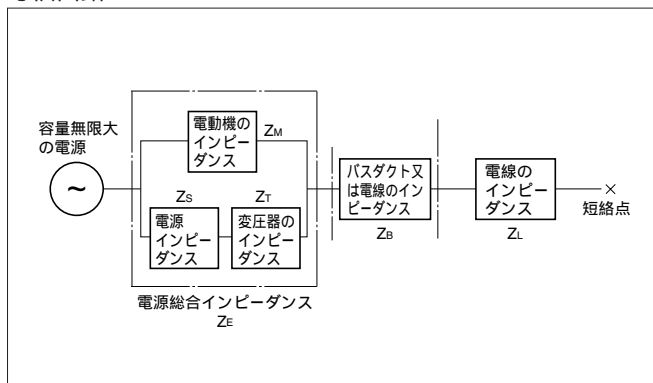 容量無限大
の電源
~
電動機の
インピー
ダンス
ZM
ZS
電源
インピー
ダンス
ZT
変圧器の
インピー
ダンス
電源総合インピーダンス
ZE
バスダクト又
は電線のイン
ピーダンス
ZB
電線の
インピー
ダンス
ZL
×
短絡点